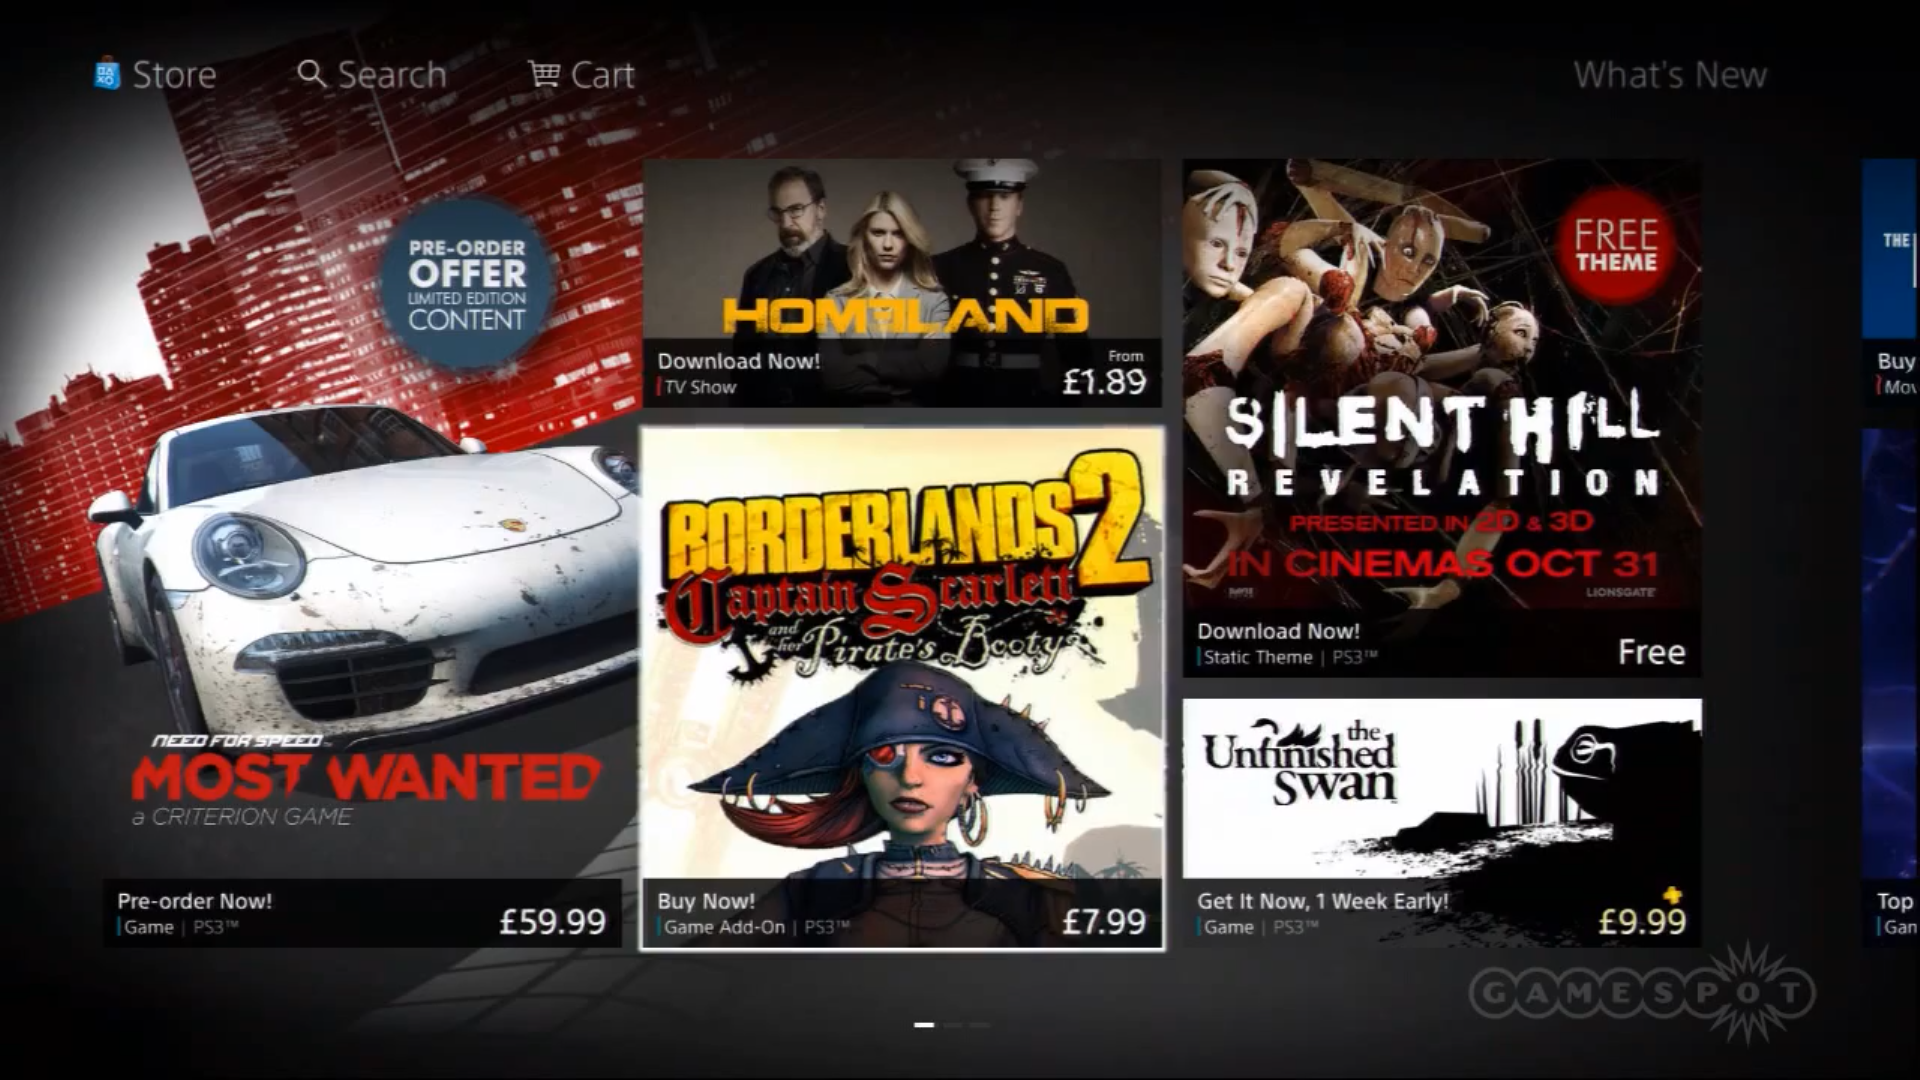 Store
Search
Cart
What's New
PRE-ORDER
OFFER
LIMITED EDITION
CONTENT
NEED FOR SPEED
MOST WANTED
a CRITERION GAME
Pre-order Now!
Game | PS3™
£59.99
HOMELAND
Download Now!
TV Show
From
£1.89
BORDERLANDS 2
Captain Scarlett
and her Pirate's Booty
Buy Now!
Game Add-On | PS3™
£7.99
FREE
THEME
SILENT HILL
REVELATION
PRESENTED IN 2D & 3D
IN CINEMAS OCT 31
LIONSGATE
Download Now!
Static Theme | PS3™
Free
the
Unfinished
Swan
Get It Now, 1 Week Early!
Game | PS3™
£9.99
THE
Buy
Top
GAMESPOT